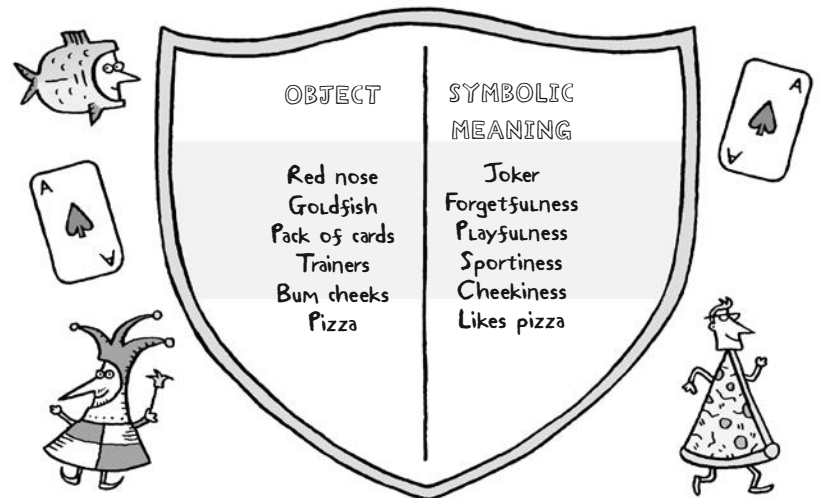 OBJECT
SYMBOLIC
MEANING
Red nose
Joker
Goldfish
Forgetfulness
Pack of cards
Playfulness
Trainers
Sportiness
Bum cheeks
Cheekiness
Pizza
Likes pizza
A
A
A
A